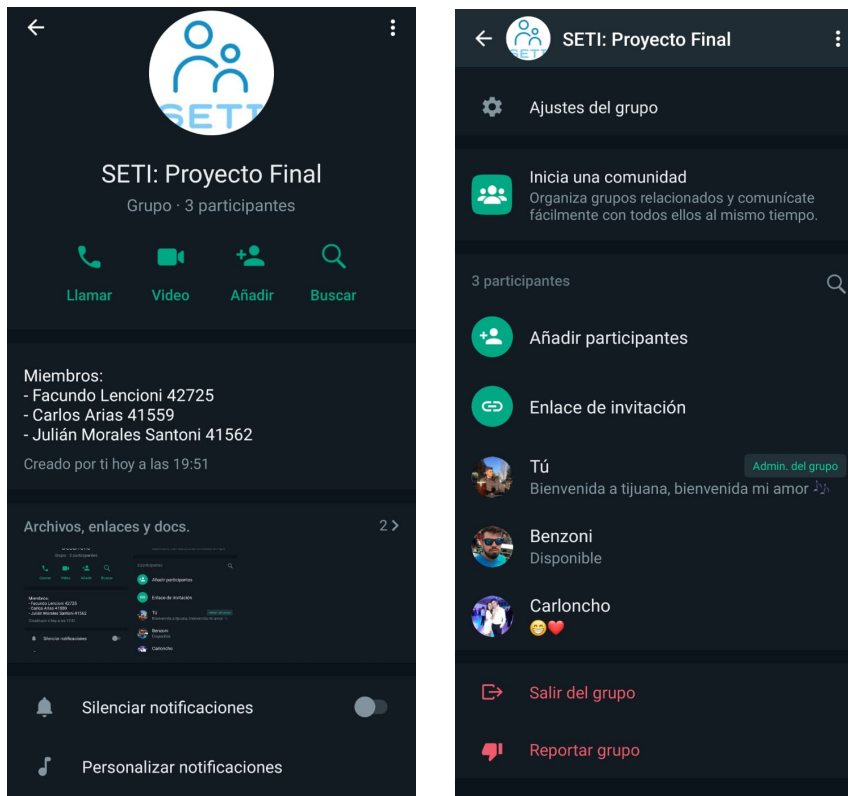 SETI
SETI: Proyecto Final
Grupo · 3 participantes
Llamar Video Añadir Buscar
Miembros:
- Facundo Lencioni 42725
- Carlos Arias 41559
- Julián Morales Santoni 41562
Creado por ti hoy a las 19:51
Archivos, enlaces y docs. 2
Silenciar notificaciones
Personalizar notificaciones
SETI
SETI: Proyecto Final
Ajustes del grupo
Inicia una comunidad
Organiza grupos relacionados y comunícate
fácilmente con todos ellos al mismo tiempo.
3 participantes
Añadir participantes
Enlace de invitación
Tú
Admin. del grupo
Bienvenida a tijuana, bienvenida mi amor 🎶
Benzoni
Disponible
Carloncho
😁❤️
Salir del grupo
Reportar grupo